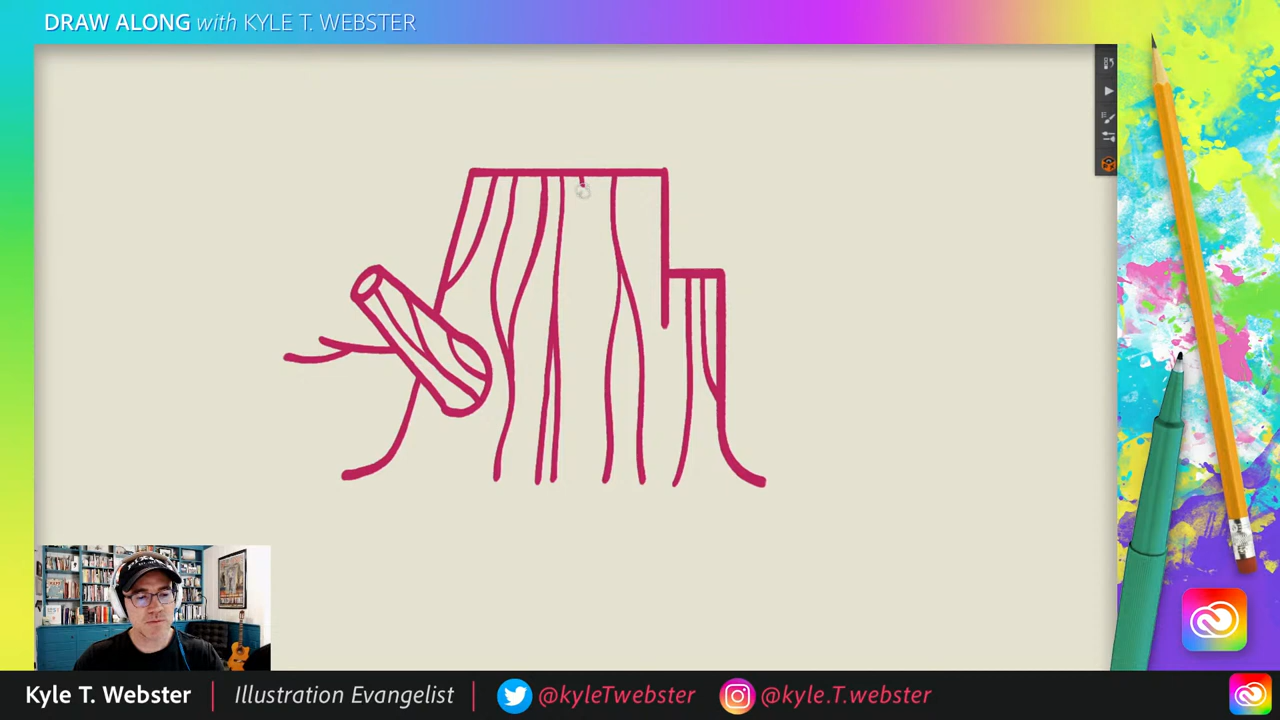 DRAW ALONG with KYLE T. WEBSTER
Kyle T. Webster | Illustration Evangelist | @kyleTwebster @kyle.T.webster